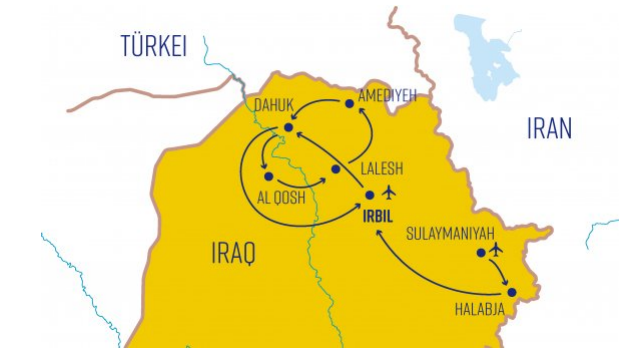 TÜRKEI
DAHUK
AMEDIYEH
IRAN
LALESH
AL QOSH
IRBIL
SULAYMANIYAH
IRAQ
HALABJA